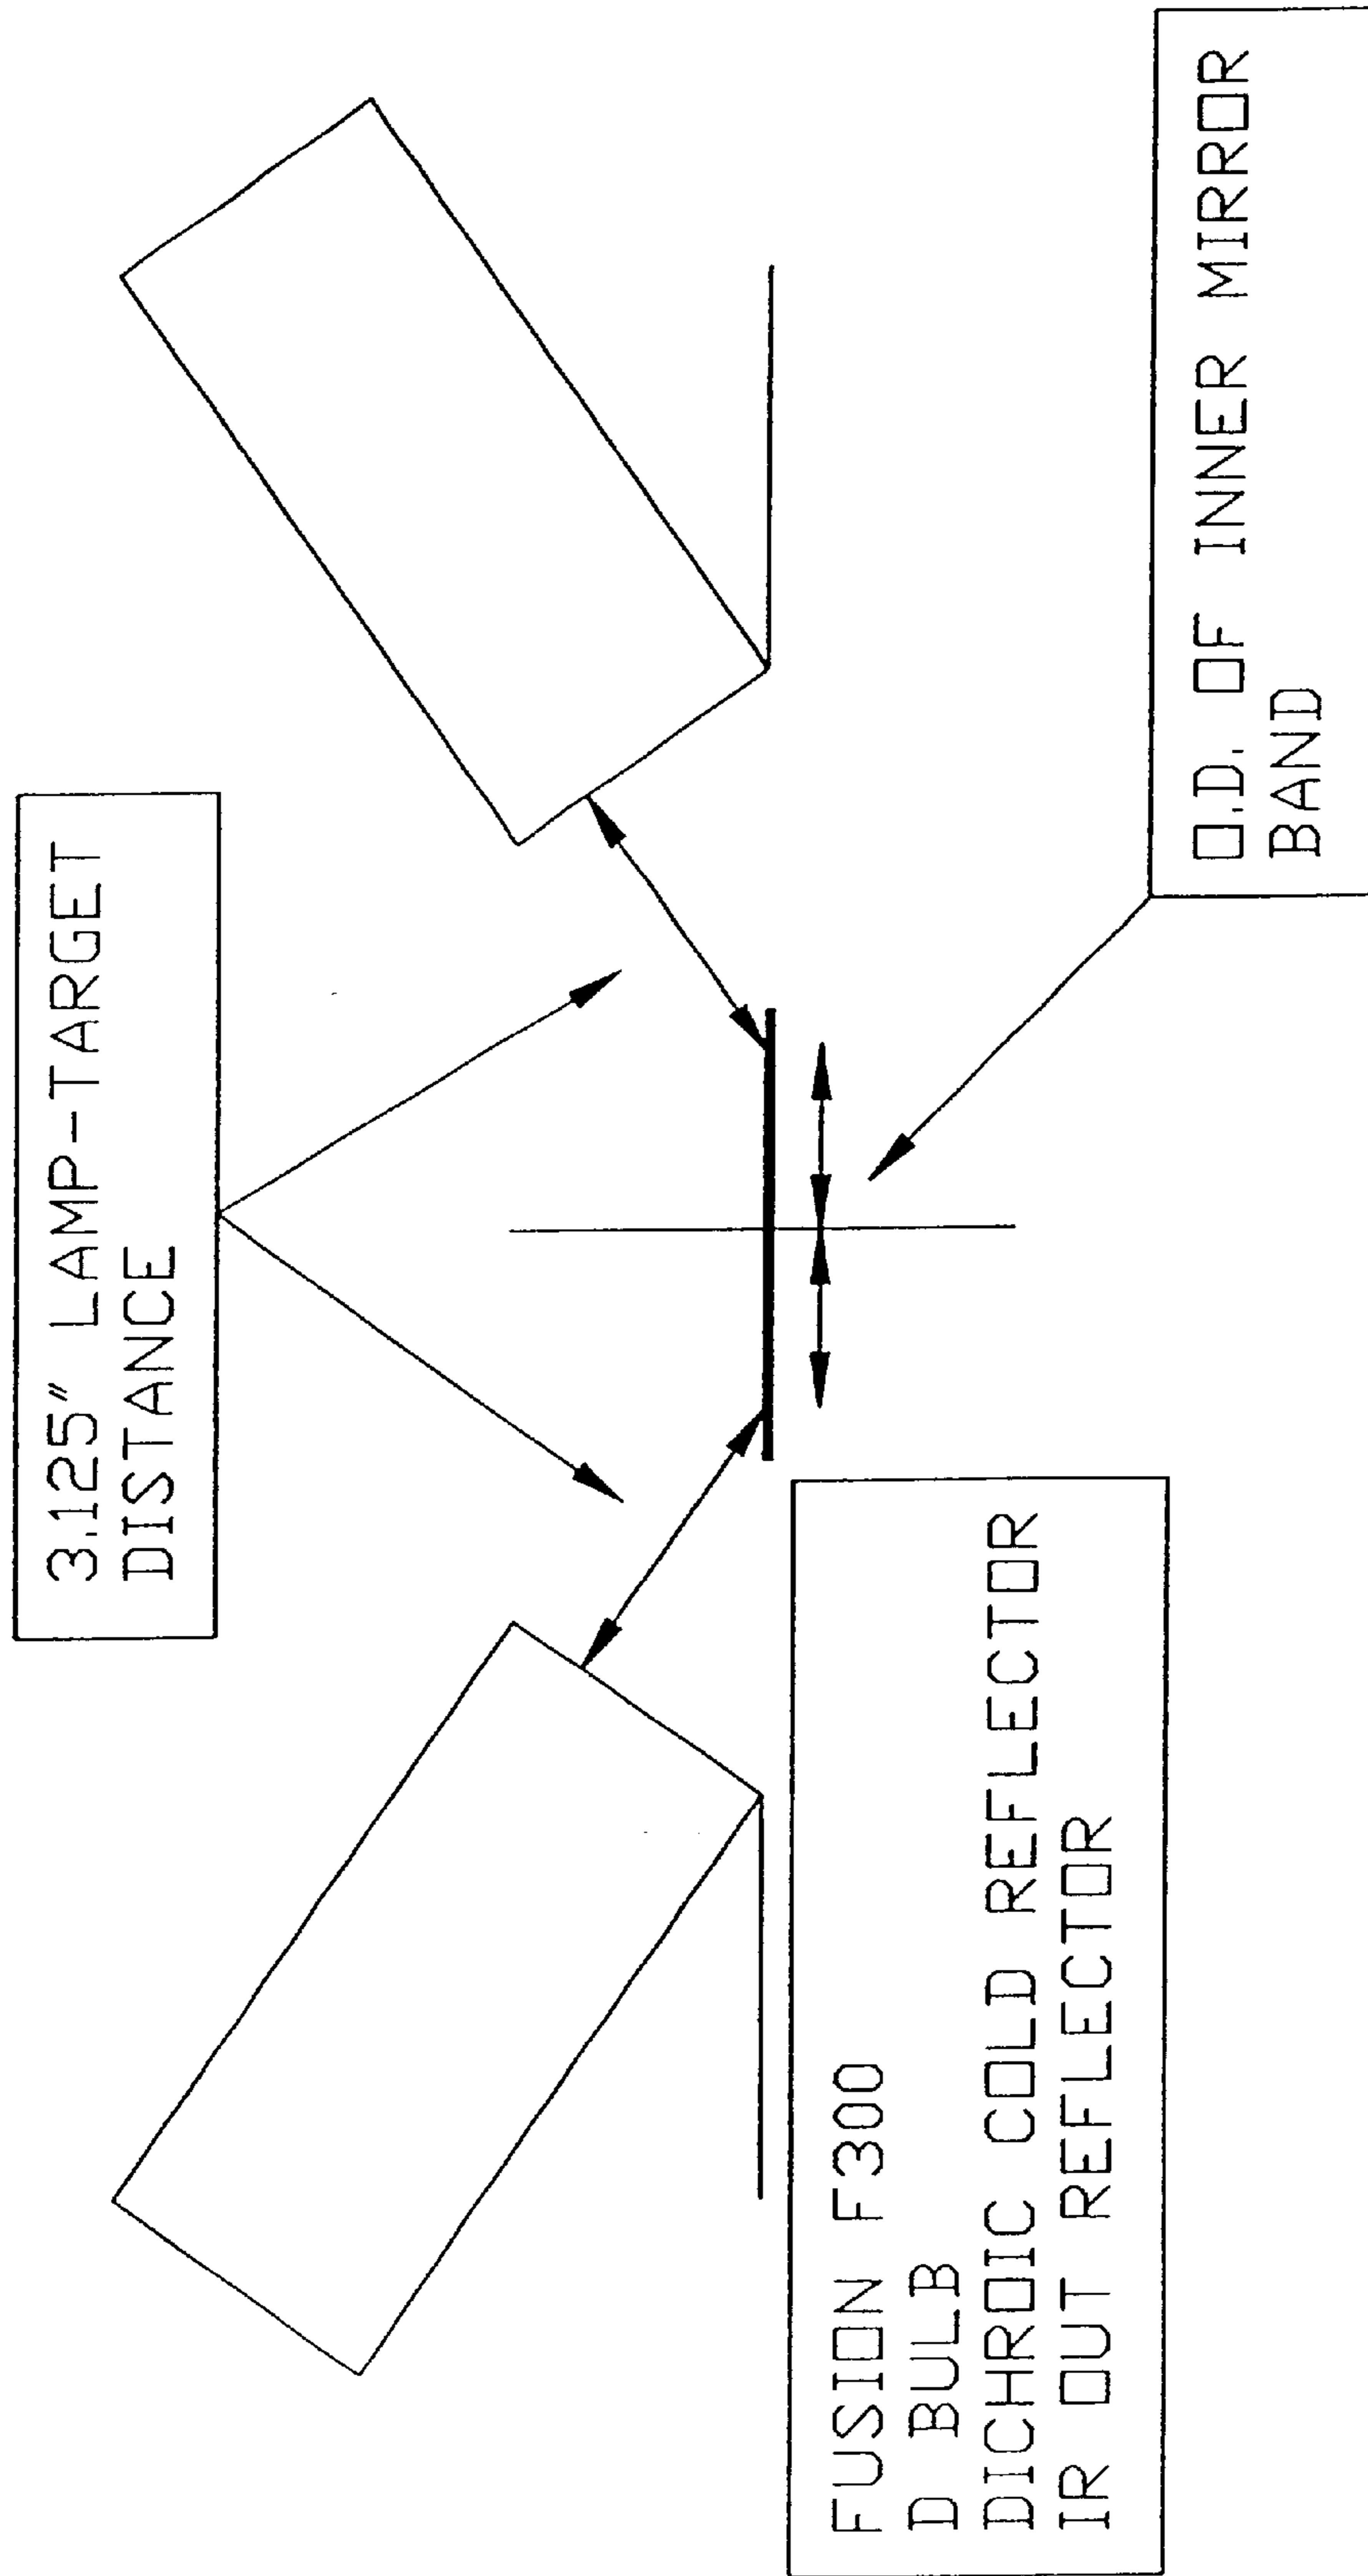 3.125" LAMP-TARGET
DISTANCE
FUSION F300
D BULB
DICHROIC COLD REFLECTOR
IR OUT REFLECTOR
O.D. OF INNER MIRROR
BAND